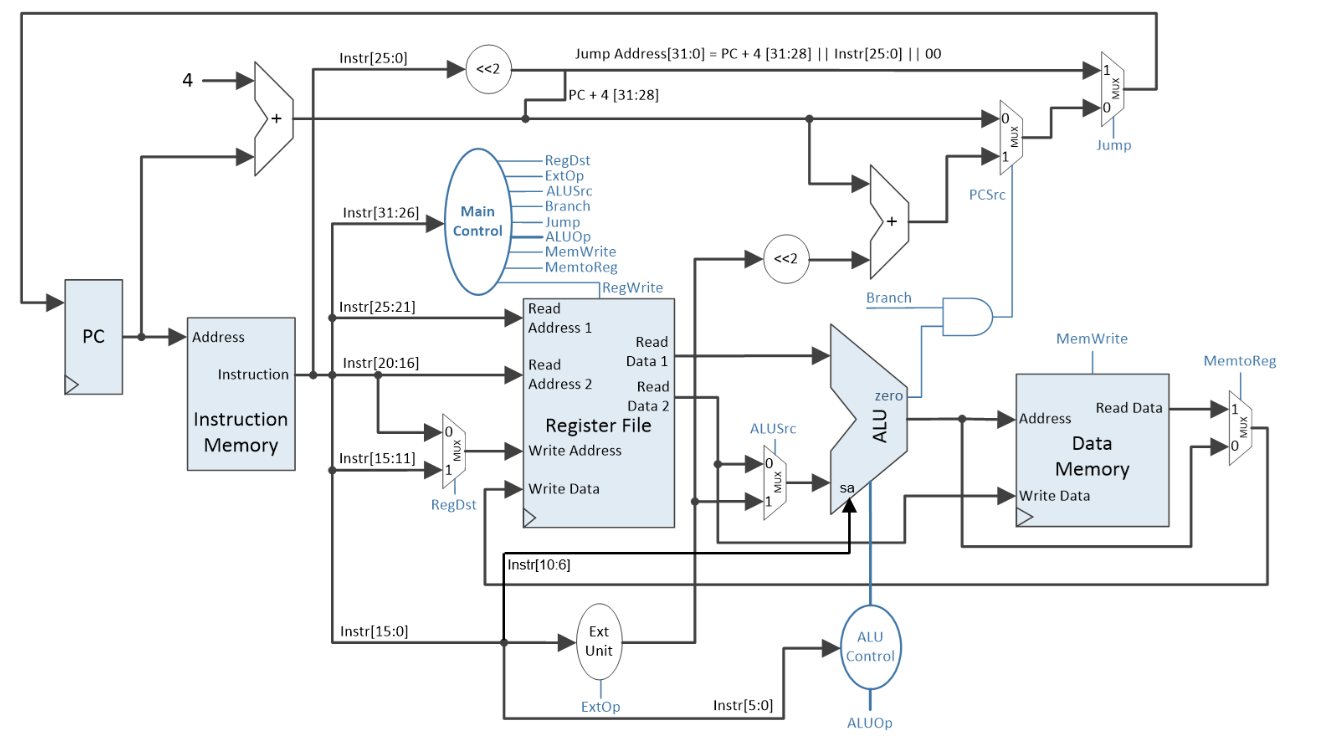 Instr[25:0]
<<2
Jump Address[31:0] = PC + 4 [31:28] || Instr[25:0] || 00
1
MUX
0
Jump
4
+
PC + 4 [31:28]
0
MUX
1
PCSrc
RegDst
ExtOp
ALUSrc
Branch
Jump
ALUOp
MemWrite
MemtoReg
RegWrite
Main
Control
Instr[31:26]
+
<<2
PC
Address
Instruction
Instruction
Memory
Instr[25:21]
Instr[20:16]
Instr[15:11]
0
MUX
1
RegDst
Read
Address 1
Read
Address 2
Read
Data 1
Read
Data 2
Register File
Write Address
Write Data
ALUSrc
0
MUX
1
Branch
zero
ALU
sa
MemWrite
Address
Read Data
Data
Memory
Write Data
MemtoReg
1
MUX
0
Instr[10:6]
Instr[15:0]
Ext
Unit
ExtOp
Instr[5:0]
ALU
Control
ALUOp